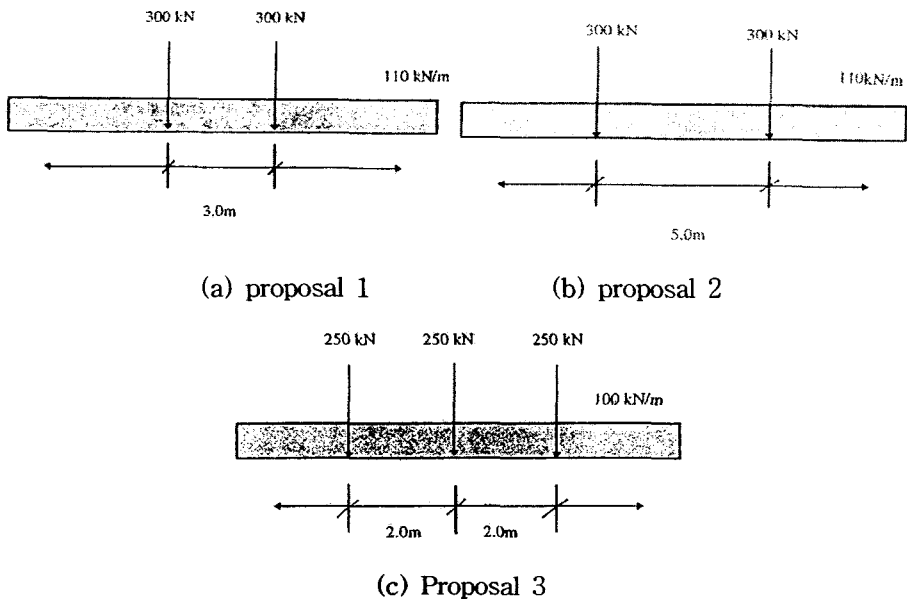 300 kN 300 kN
110 kN/m
3.0m
(a) proposal 1
300 kN 300 kN
110kN/m
5.0m
(b) proposal 2
250 kN 250 kN 250 kN
100 kN/m
2.0m 2.0m
(c) Proposal 3